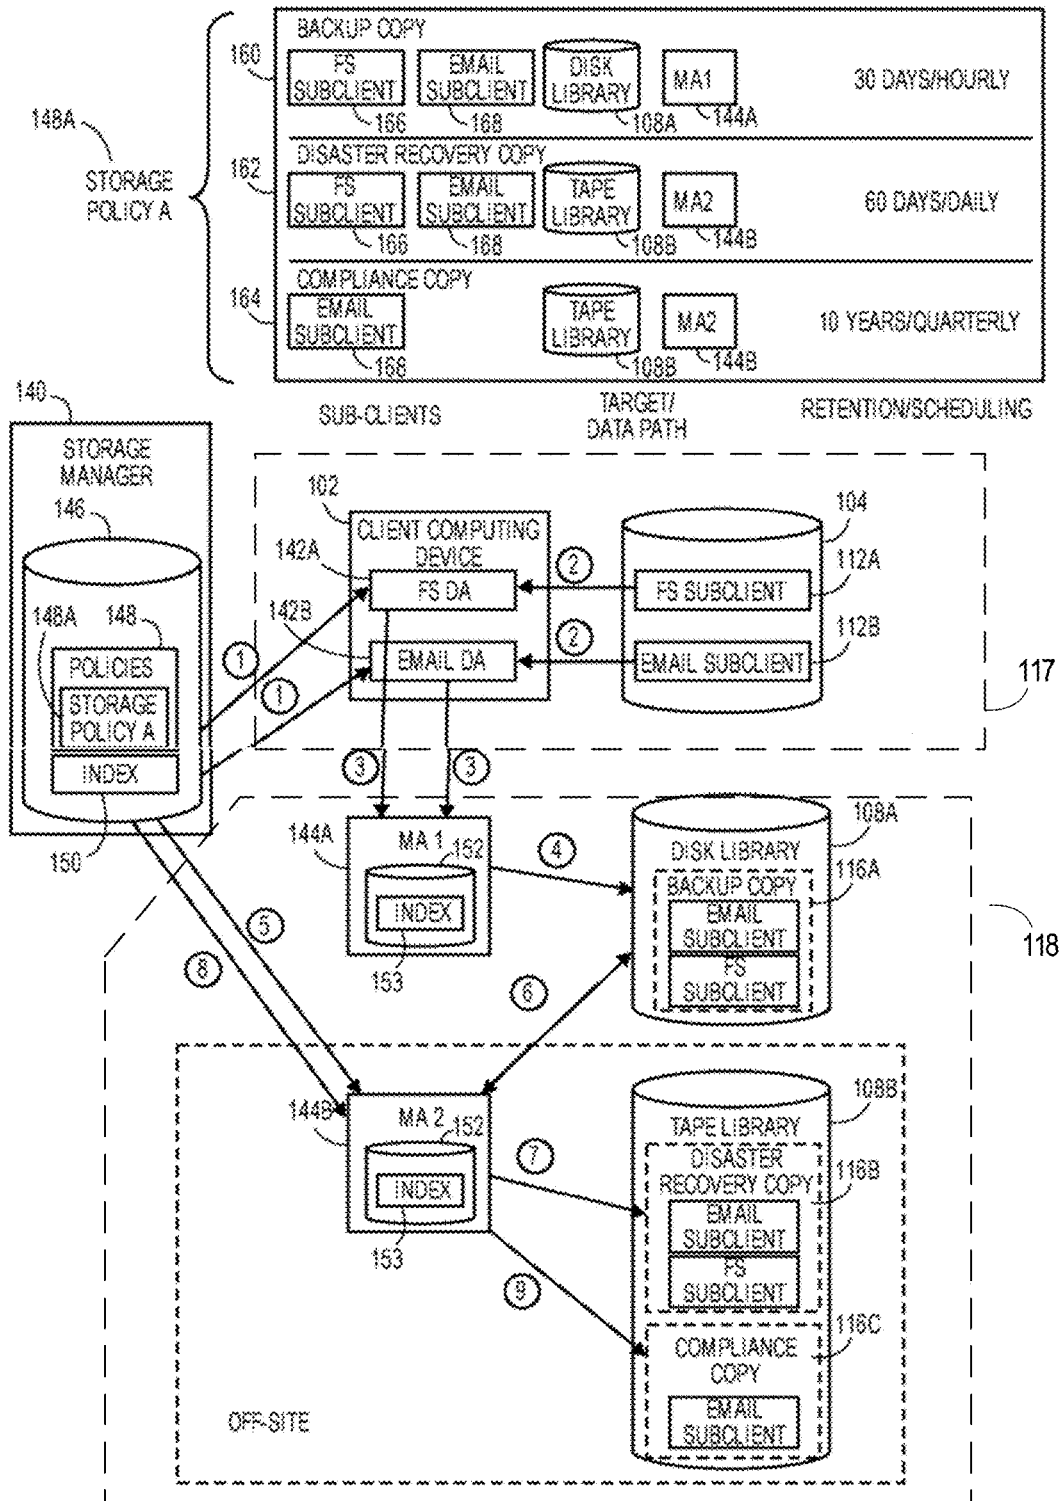 BACKUP COPY
160
FS
SUBCLIENT
166
EMAIL
SUBCLIENT
168
DISK
LIBRARY
108A
MA1
144A
30 DAYS/HOURLY
148A
STORAGE
POLICY A
DISASTER RECOVERY COPY
162
FS
SUBCLIENT
166
EMAIL
SUBCLIENT
168
TAPE
LIBRARY
108B
MA2
144B
60 DAYS/DAILY
COMPLIANCE COPY
164
EMAIL
SUBCLIENT
168
TAPE
LIBRARY
108B
MA2
144B
10 YEARS/QUARTERLY
SUB-CLIENTS
TARGET/
DATA PATH
RETENTION/SCHEDULING
140
STORAGE
MANAGER
146
148A
148
POLICIES
STORAGE
POLICY A
INDEX
150
102
CLIENT COMPUTING
DEVICE
142A
FS DA
142B
EMAIL DA
104
112A
FS SUBCLIENT
112B
EMAIL SUBCLIENT
117
1
1
2
2
3
3
144A
MA 1
152
INDEX
153
4
108A
DISK LIBRARY
BACKUP COPY
116A
EMAIL
SUBCLIENT
FS
SUBCLIENT
118
5
8
6
144B
MA 2
152
INDEX
153
7
9
108B
TAPE LIBRARY
DISASTER
RECOVERY COPY
116B
EMAIL
SUBCLIENT
FS
SUBCLIENT
116C
COMPLIANCE
COPY
EMAIL
SUBCLIENT
OFF-SITE